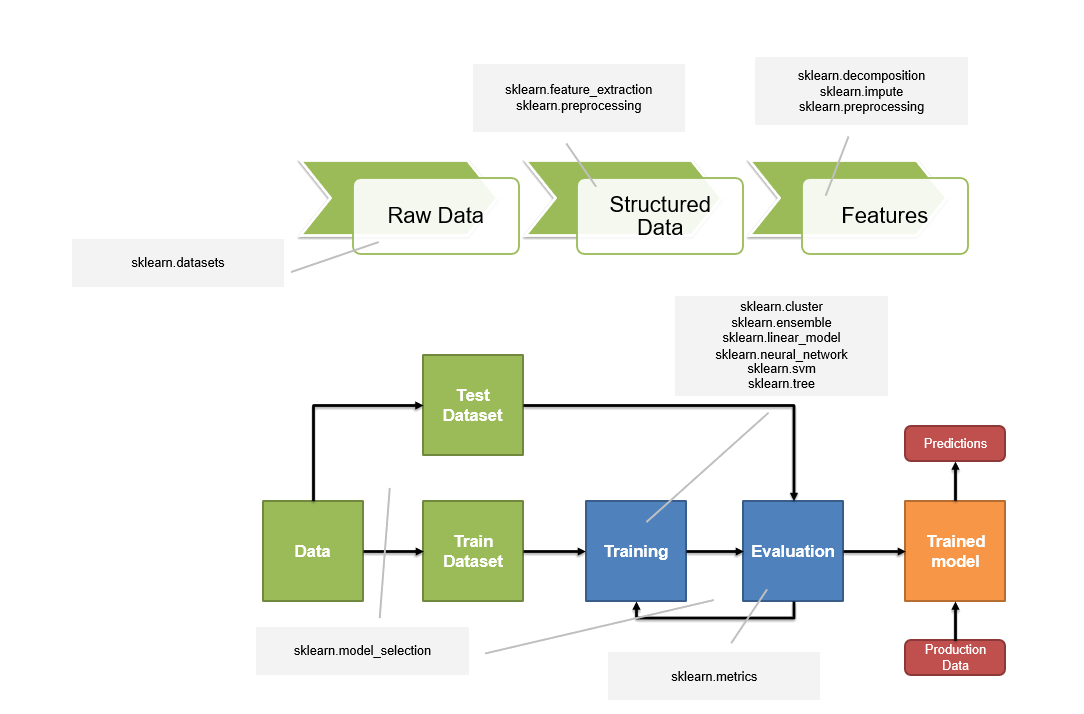 sklearn.feature_extraction
sklearn.preprocessing
sklearn.decomposition
sklearn.impute
sklearn.preprocessing
Raw Data
Structured
Data
Features
sklearn.datasets
sklearn.cluster
sklearn.ensemble
sklearn.linear_model
sklearn.neural_network
sklearn.svm
sklearn.tree
Test
Dataset
Predictions
Data
Train
Dataset
Training
Evaluation
Trained
model
sklearn.model_selection
sklearn.metrics
Production
Data